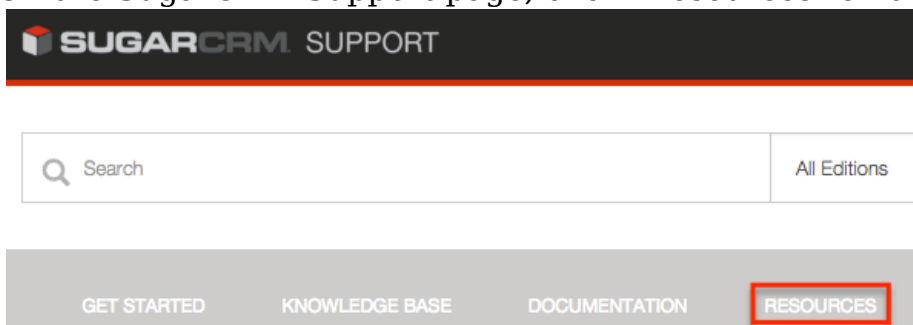 SUGARCRM. SUPPORT
Search
All Editions
GET STARTED KNOWLEDGE BASE DOCUMENTATION RESOURCES